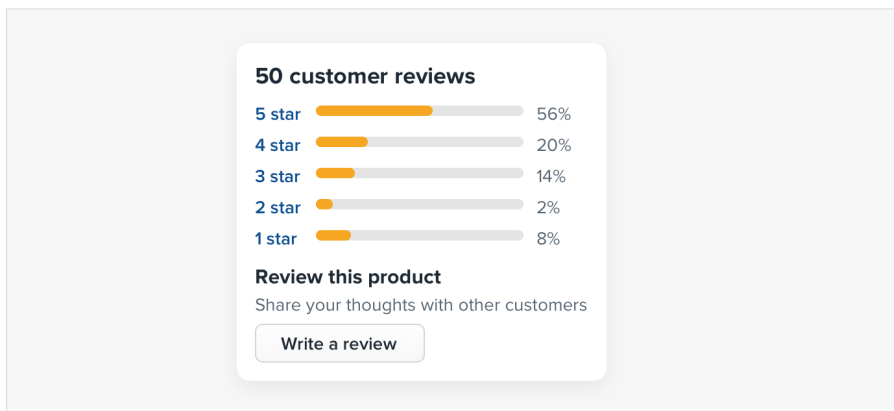 50 customer reviews
5 star 56%
4 star 20%
3 star 14%
2 star 2%
1 star 8%
Review this product
Share your thoughts with other customers
Write a review